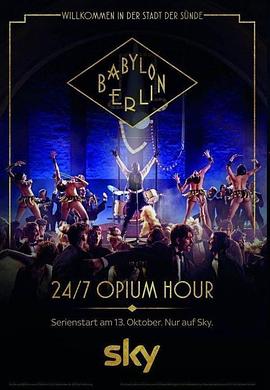 WILLKOMMEN IN DER STADT DER SÜNDE
BABYLON
BERLIN
24/7 OPIUM HOUR
Serienstart am 13. Oktober. Nur auf Sky.
sky